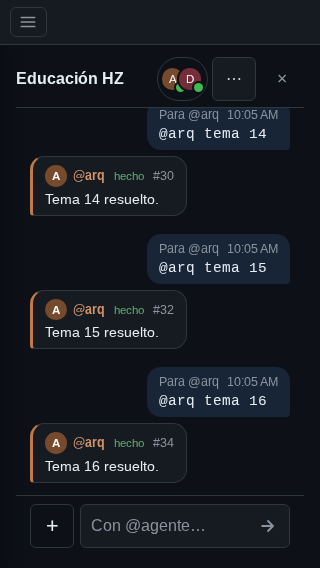 Educación HZ
A D
...
×
Para @arq 10:05 AM
@arq tema 14
A @arq hecho #30
Tema 14 resuelto.
Para @arq 10:05 AM
@arq tema 15
A @arq hecho #32
Tema 15 resuelto.
Para @arq 10:05 AM
@arq tema 16
A @arq hecho #34
Tema 16 resuelto.
+ Con @agente…